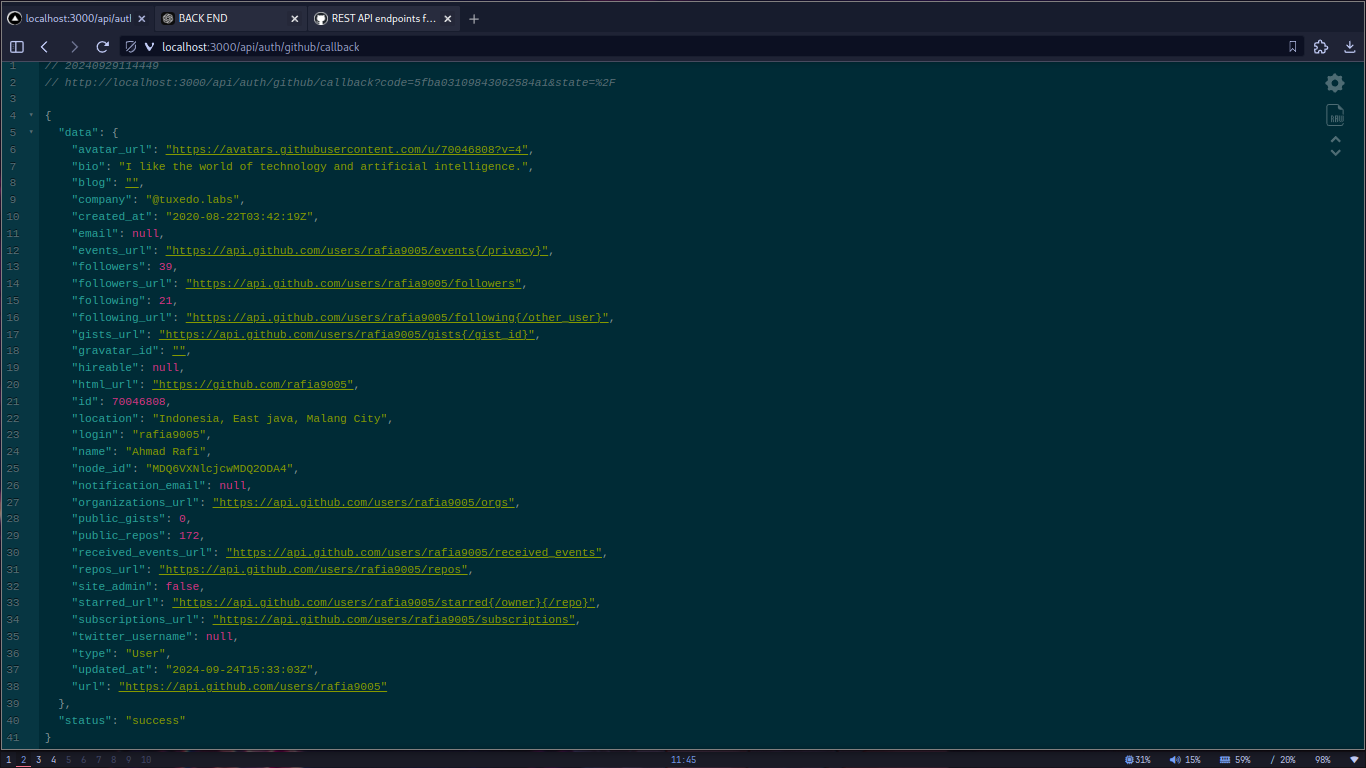 localhost:3000/api/autl
BACK END
REST API endpoints f...
localhost:3000/api/auth/github/callback
1 // 20240929114449
2 // http://localhost:3000/api/auth/github/callback?code=5fba03109843062584a1&state=%2F
3
4 {
5 "data": {
6 "avatar_url": "https://avatars.githubusercontent.com/u/70046808?v=4",
7 "bio": "I like the world of technology and artificial intelligence.",
8 "blog": "",
9 "company": "@tuxedo.labs",
10 "created_at": "2020-08-22T03:42:19Z",
11 "email": null,
12 "events_url": "https://api.github.com/users/rafia9005/events{/privacy}",
13 "followers": 39,
14 "followers_url": "https://api.github.com/users/rafia9005/followers",
15 "following": 21,
16 "following_url": "https://api.github.com/users/rafia9005/following{/other_user}",
17 "gists_url": "https://api.github.com/users/rafia9005/gists{/gist_id}",
18 "gravatar_id": "",
19 "hireable": null,
20 "html_url": "https://github.com/rafia9005",
21 "id": 70046808,
22 "location": "Indonesia, East java, Malang City",
23 "login": "rafia9005",
24 "name": "Ahmad Rafi",
25 "node_id": "MDQ6VXNlcjcwMDQ2ODA4",
26 "notification_email": null,
27 "organizations_url": "https://api.github.com/users/rafia9005/orgs",
28 "public_gists": 0,
29 "public_repos": 172,
30 "received_events_url": "https://api.github.com/users/rafia9005/received_events",
31 "repos_url": "https://api.github.com/users/rafia9005/repos",
32 "site_admin": false,
33 "starred_url": "https://api.github.com/users/rafia9005/starred{/owner}{/repo}",
34 "subscriptions_url": "https://api.github.com/users/rafia9005/subscriptions",
35 "twitter_username": null,
36 "type": "User",
37 "updated_at": "2024-09-24T15:33:03Z",
38 "url": "https://api.github.com/users/rafia9005"
39 },
40 "status": "success"
41 }
RAW
1 2 3 4 5 6 7 8 9 10
11:45
31% 15% 59% / 20% 98%